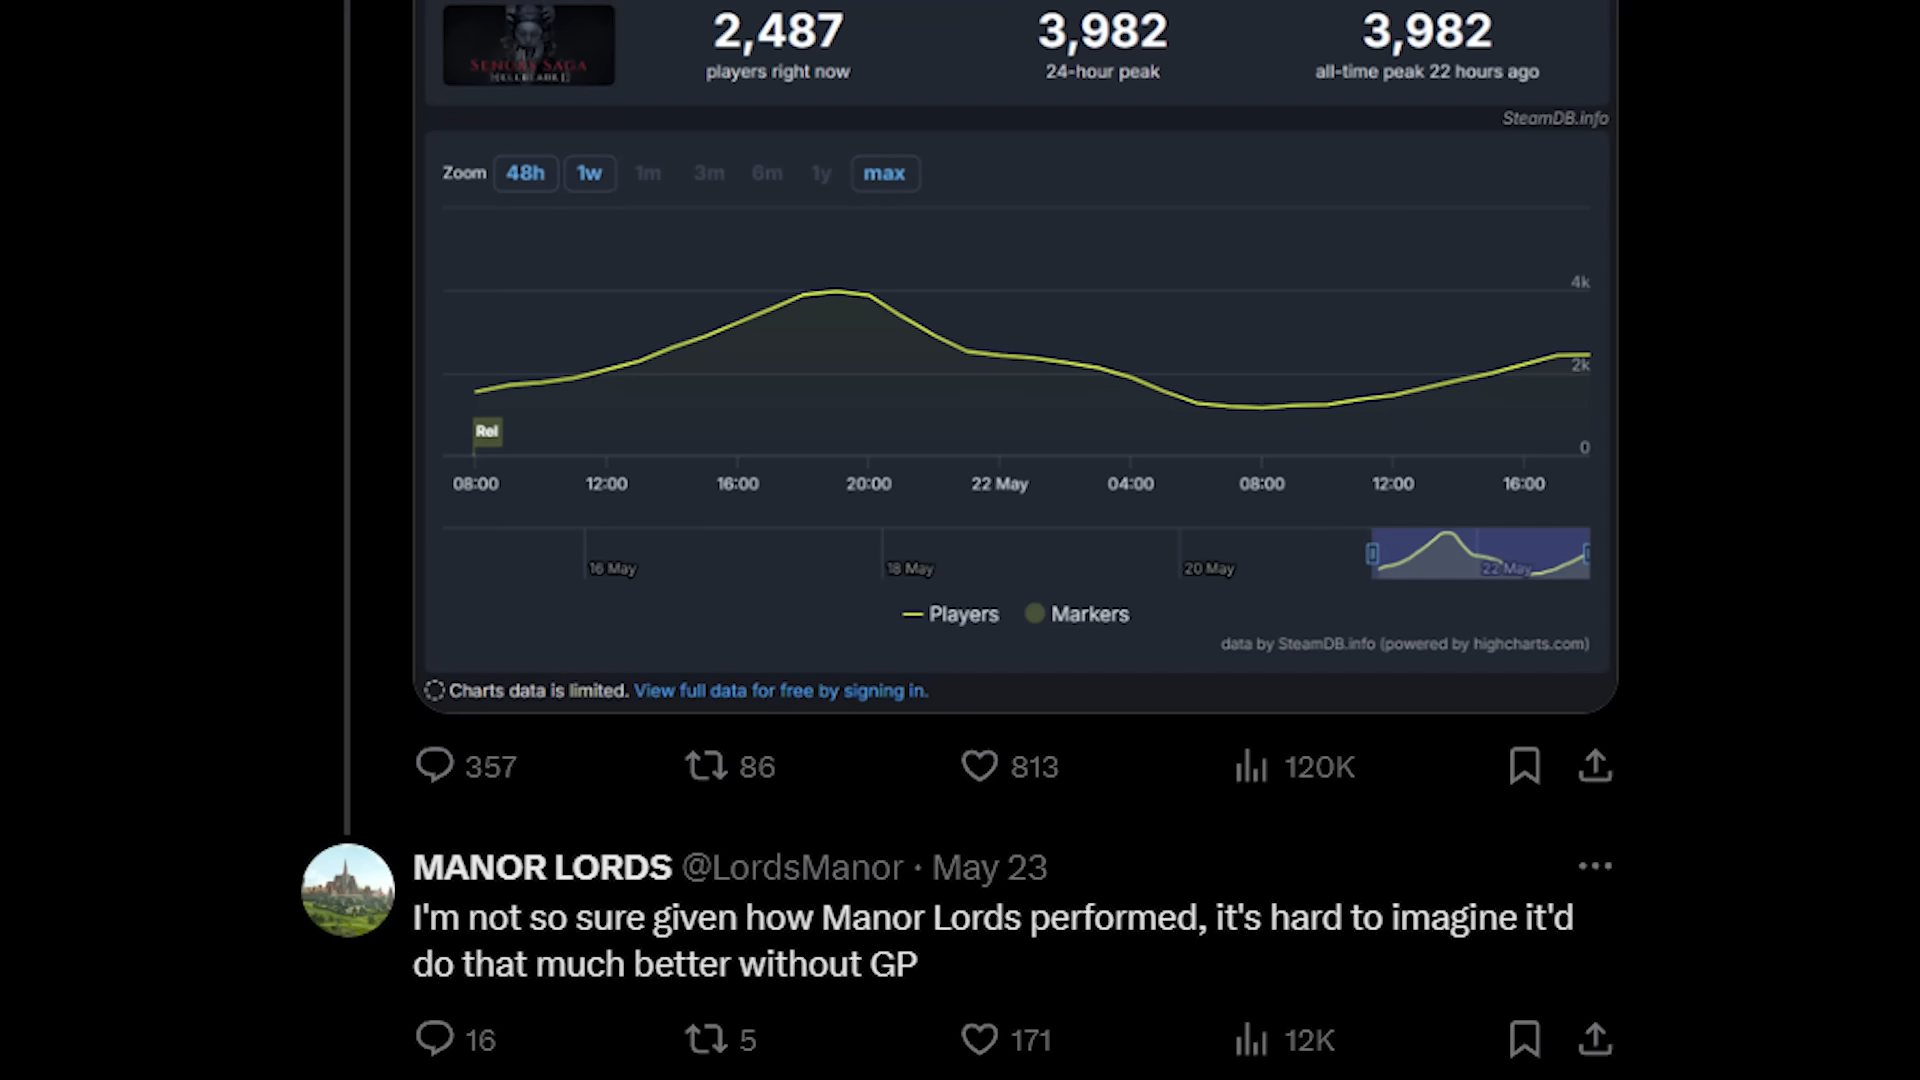 SENUA'S SAGA
HELLBLADE II
2,487
players right now
3,982
24-hour peak
3,982
all-time peak 22 hours ago
SteamDB.info
Zoom 48h 1w 1m 3m 6m 1y max
4k
2k
0
Rel
08:00 12:00 16:00 20:00 22 May 04:00 08:00 12:00 16:00
16 May 18 May 20 May 22 May
Players Markers
data by SteamDB.info (powered by highcharts.com)
Charts data is limited. View full data for free by signing in.
357 86 813 120K
MANOR LORDS @LordsManor · May 23
I'm not so sure given how Manor Lords performed, it's hard to imagine it'd
do that much better without GP
16 5 171 12K